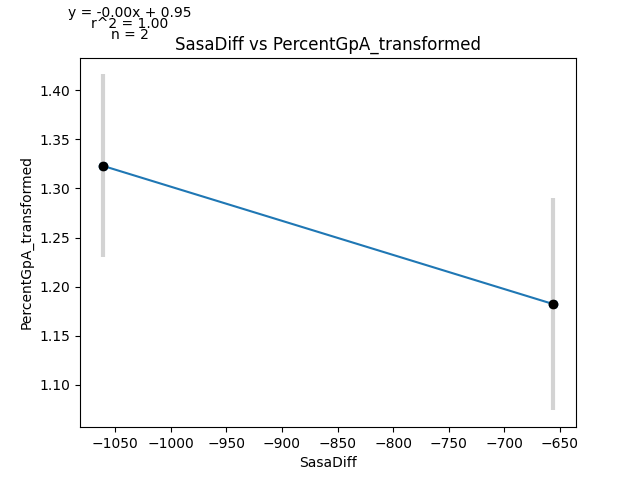 y = -0.00x + 0.95
r^2 = 1.00
n = 2
SasaDiff vs PercentGpA_transformed
PercentGpA_transformed
1.40
1.35
1.30
1.25
1.20
1.15
1.10
−1050 −1000 −950 −900 −850 −800 −750 −700 −650
SasaDiff